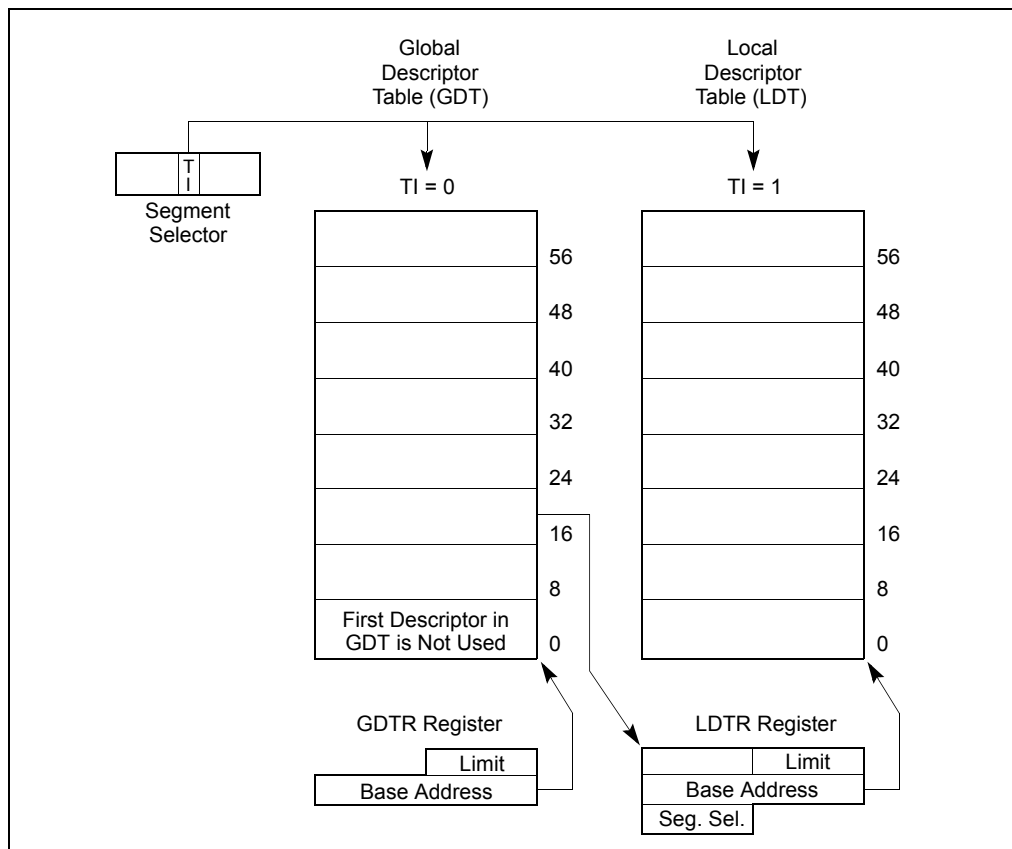 Global
Descriptor
Table (GDT)
Local
Descriptor
Table (LDT)
T
I
Segment
Selector
TI = 0
TI = 1
56
48
40
32
24
16
8
First Descriptor in
GDT is Not Used
0
56
48
40
32
24
16
8
0
GDTR Register
Limit
Base Address
LDTR Register
Limit
Base Address
Seg. Sel.